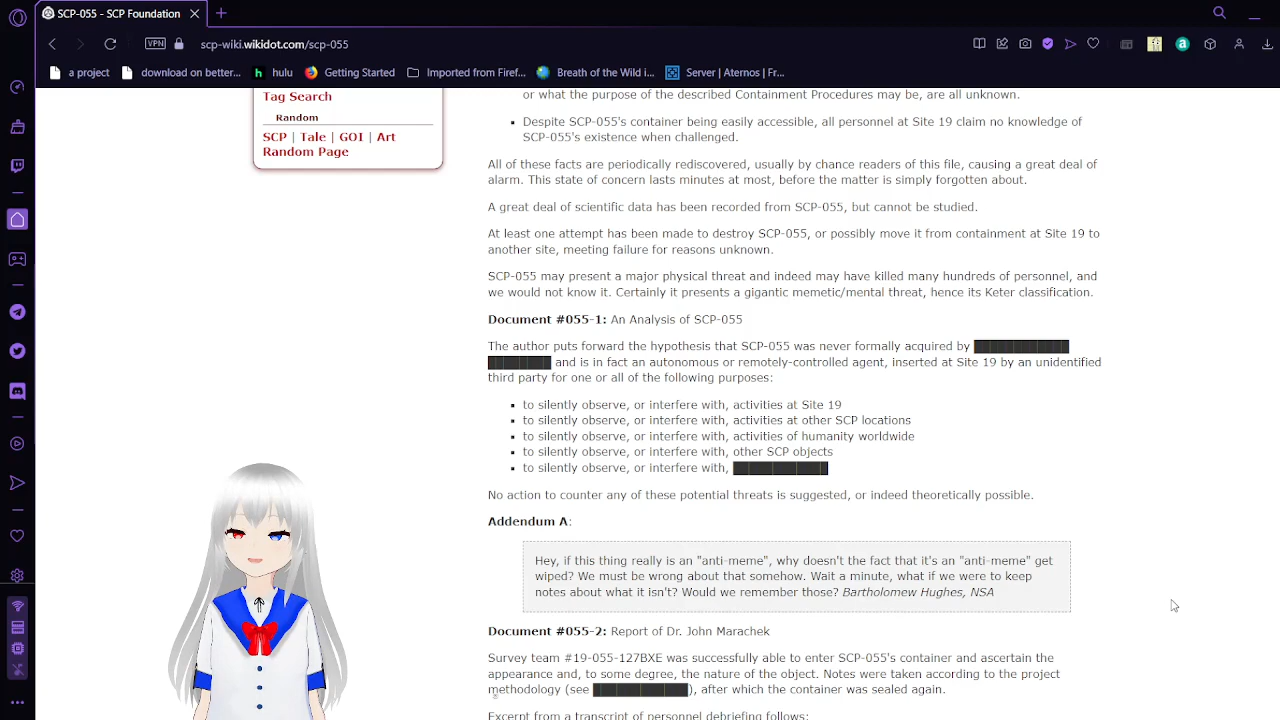 SCP-055 - SCP Foundation
VPN scp-wiki.wikidot.com/scp-055
a project download on better... hulu Getting Started Imported from Firef... Breath of the Wild i... Server | Aternos | Fr...
Tag Search
Random
SCP | Tale | GOI | Art
Random Page
or what the purpose of the described Containment Procedures may be, are all unknown.
Despite SCP-055's container being easily accessible, all personnel at Site 19 claim no knowledge of
SCP-055's existence when challenged.
All of these facts are periodically rediscovered, usually by chance readers of this file, causing a great deal of
alarm. This state of concern lasts minutes at most, before the matter is simply forgotten about.
A great deal of scientific data has been recorded from SCP-055, but cannot be studied.
At least one attempt has been made to destroy SCP-055, or possibly move it from containment at Site 19 to
another site, meeting failure for reasons unknown.
SCP-055 may present a major physical threat and indeed may have killed many hundreds of personnel, and
we would not know it. Certainly it presents a gigantic memetic/mental threat, hence its Keter classification.
Document #055-1: An Analysis of SCP-055
The author puts forward the hypothesis that SCP-055 was never formally acquired by ████████████
████████ and is in fact an autonomous or remotely-controlled agent, inserted at Site 19 by an unidentified
third party for one or all of the following purposes:
to silently observe, or interfere with, activities at Site 19
to silently observe, or interfere with, activities at other SCP locations
to silently observe, or interfere with, activities of humanity worldwide
to silently observe, or interfere with, other SCP objects
to silently observe, or interfere with, ████████████
No action to counter any of these potential threats is suggested, or indeed theoretically possible.
Addendum A:
Hey, if this thing really is an "anti-meme", why doesn't the fact that it's an "anti-meme" get
wiped? We must be wrong about that somehow. Wait a minute, what if we were to keep
notes about what it isn't? Would we remember those? Bartholomew Hughes, NSA
Document #055-2: Report of Dr. John Marachek
Survey team #19-055-127BXE was successfully able to enter SCP-055's container and ascertain the
appearance and, to some degree, the nature of the object. Notes were taken according to the project
methodology (see ████████████), after which the container was sealed again.
Excerpt from a transcript of personnel debriefing follows: